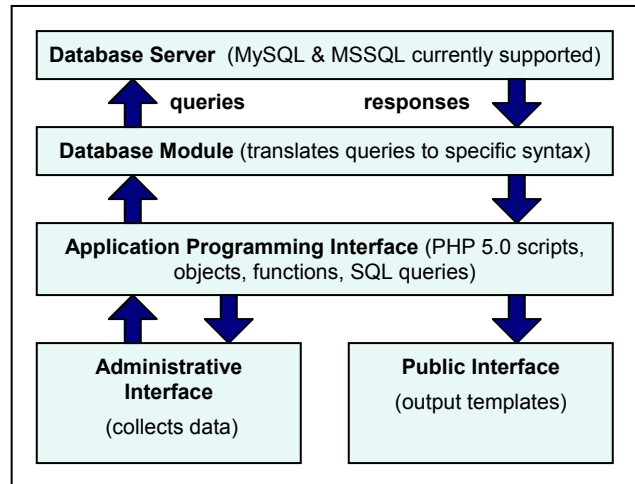 Database Server (MySQL & MSSQL currently supported)
queries responses
Database Module (translates queries to specific syntax)
Application Programming Interface (PHP 5.0 scripts,
objects, functions, SQL queries)
Administrative
Interface
(collects data)
Public Interface
(output templates)